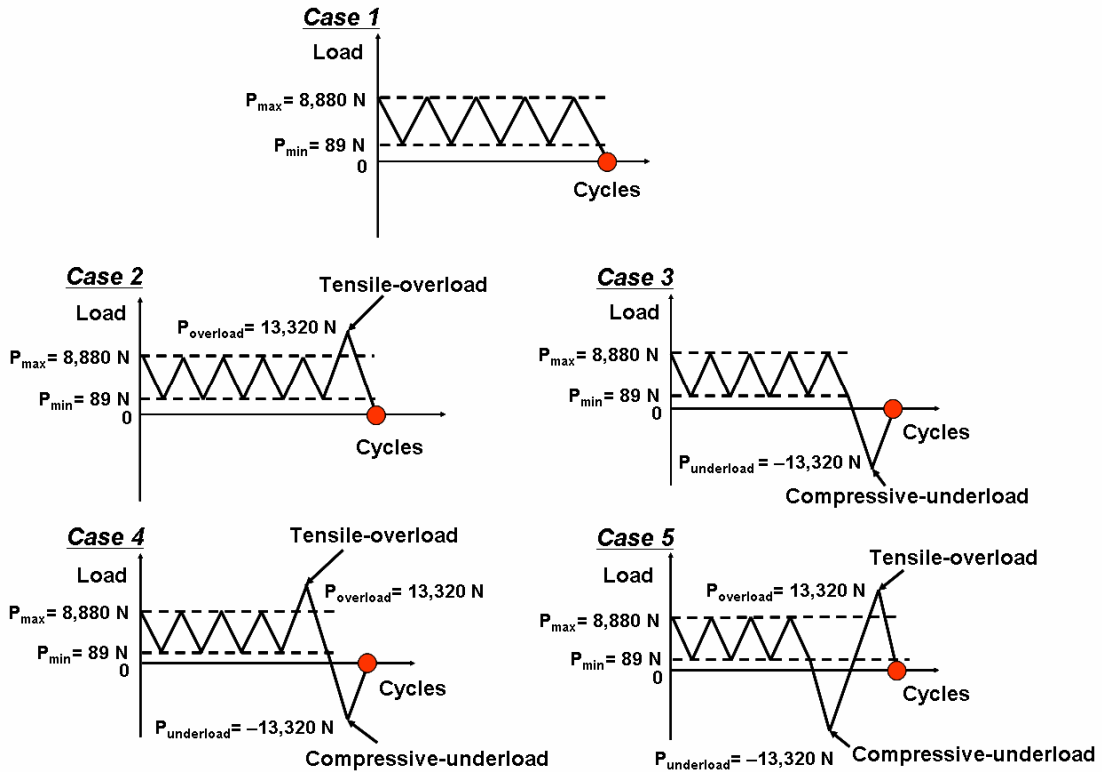 Case 1
Load
Pmax= 8,880 N
Pmin= 89 N
0
Cycles
Case 2
Tensile-overload
Load
Poverload= 13,320 N
Pmax= 8,880 N
Pmin= 89 N
0
Cycles
Case 3
Load
Pmax= 8,880 N
Pmin= 89 N
0
Cycles
Punderload = –13,320 N
Compressive-underload
Case 4
Tensile-overload
Load
Poverload= 13,320 N
Pmax= 8,880 N
Pmin= 89 N
0
Cycles
Punderload= –13,320 N
Compressive-underload
Case 5
Tensile-overload
Load
Poverload= 13,320 N
Pmax= 8,880 N
Pmin= 89 N
0
Cycles
Punderload= –13,320 N
Compressive-underload